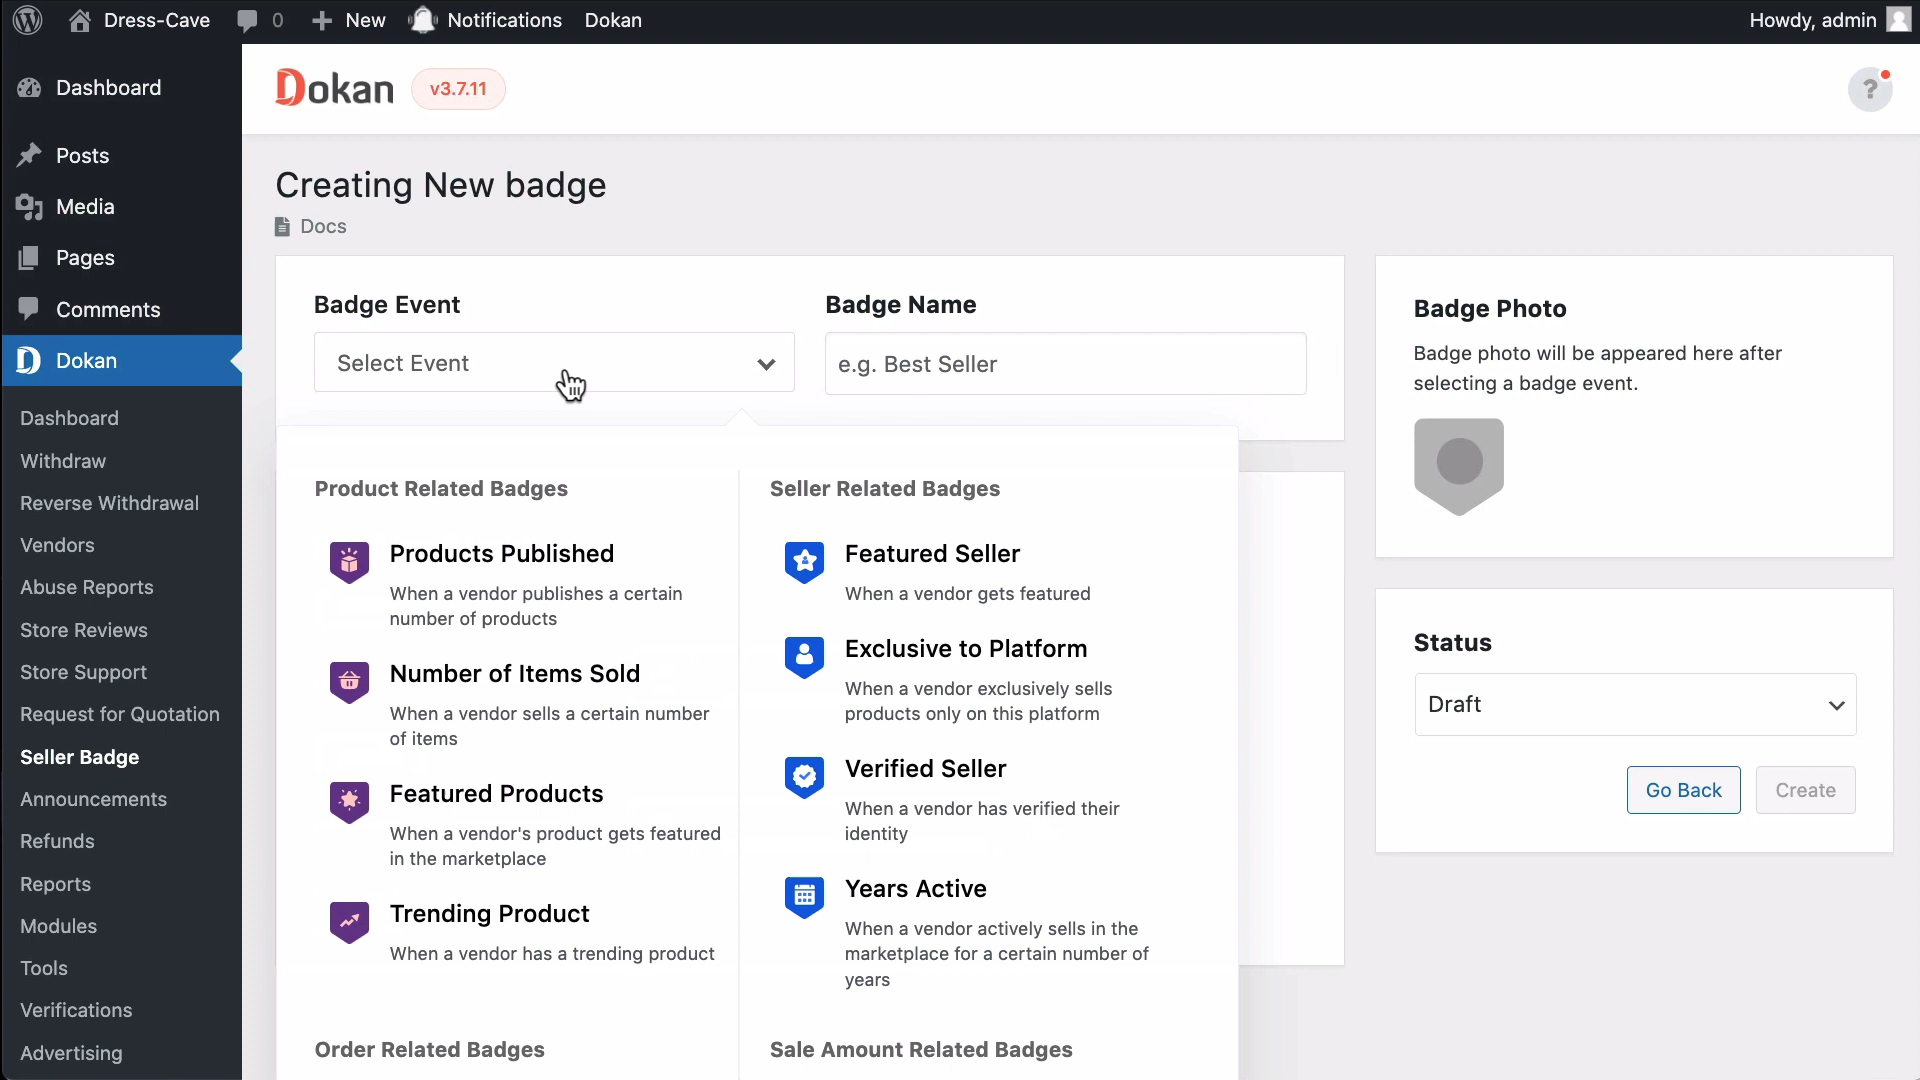 Dress-Cave
0
New
Notifications
Dokan
Howdy, admin
Dashboard
Posts
Media
Pages
Comments
Dokan
Dashboard
Withdraw
Reverse Withdrawal
Vendors
Abuse Reports
Store Reviews
Store Support
Request for Quotation
Seller Badge
Announcements
Refunds
Reports
Modules
Tools
Verifications
Advertising
Dokan
v3.7.11
?
Creating New badge
Docs
Badge Event
Select Event
Badge Name
e.g. Best Seller
Product Related Badges
Products Published
When a vendor publishes a certain
number of products
Number of Items Sold
When a vendor sells a certain number
of items
Featured Products
When a vendor's product gets featured
in the marketplace
Trending Product
When a vendor has a trending product
Order Related Badges
Seller Related Badges
Featured Seller
When a vendor gets featured
Exclusive to Platform
When a vendor exclusively sells
products only on this platform
Verified Seller
When a vendor has verified their
identity
Years Active
When a vendor actively sells in the
marketplace for a certain number of
years
Sale Amount Related Badges
Badge Photo
Badge photo will be appeared here after
selecting a badge event.
Status
Draft
Go Back
Create